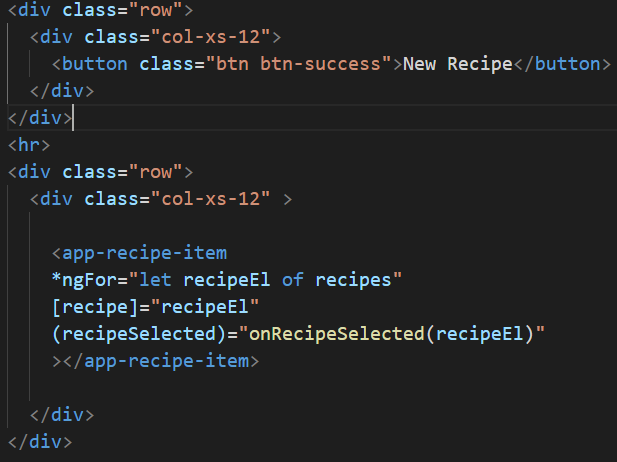 <div class="row">
<div class="col-xs-12">
<button class="btn btn-success">New Recipe</button>
</div>
</div>
<hr>
<div class="row">
<div class="col-xs-12" >
<app-recipe-item
*ngFor="let recipeEl of recipes"
[recipe]="recipeEl"
(recipeSelected)="onRecipeSelected(recipeEl)"
></app-recipe-item>
</div>
</div>